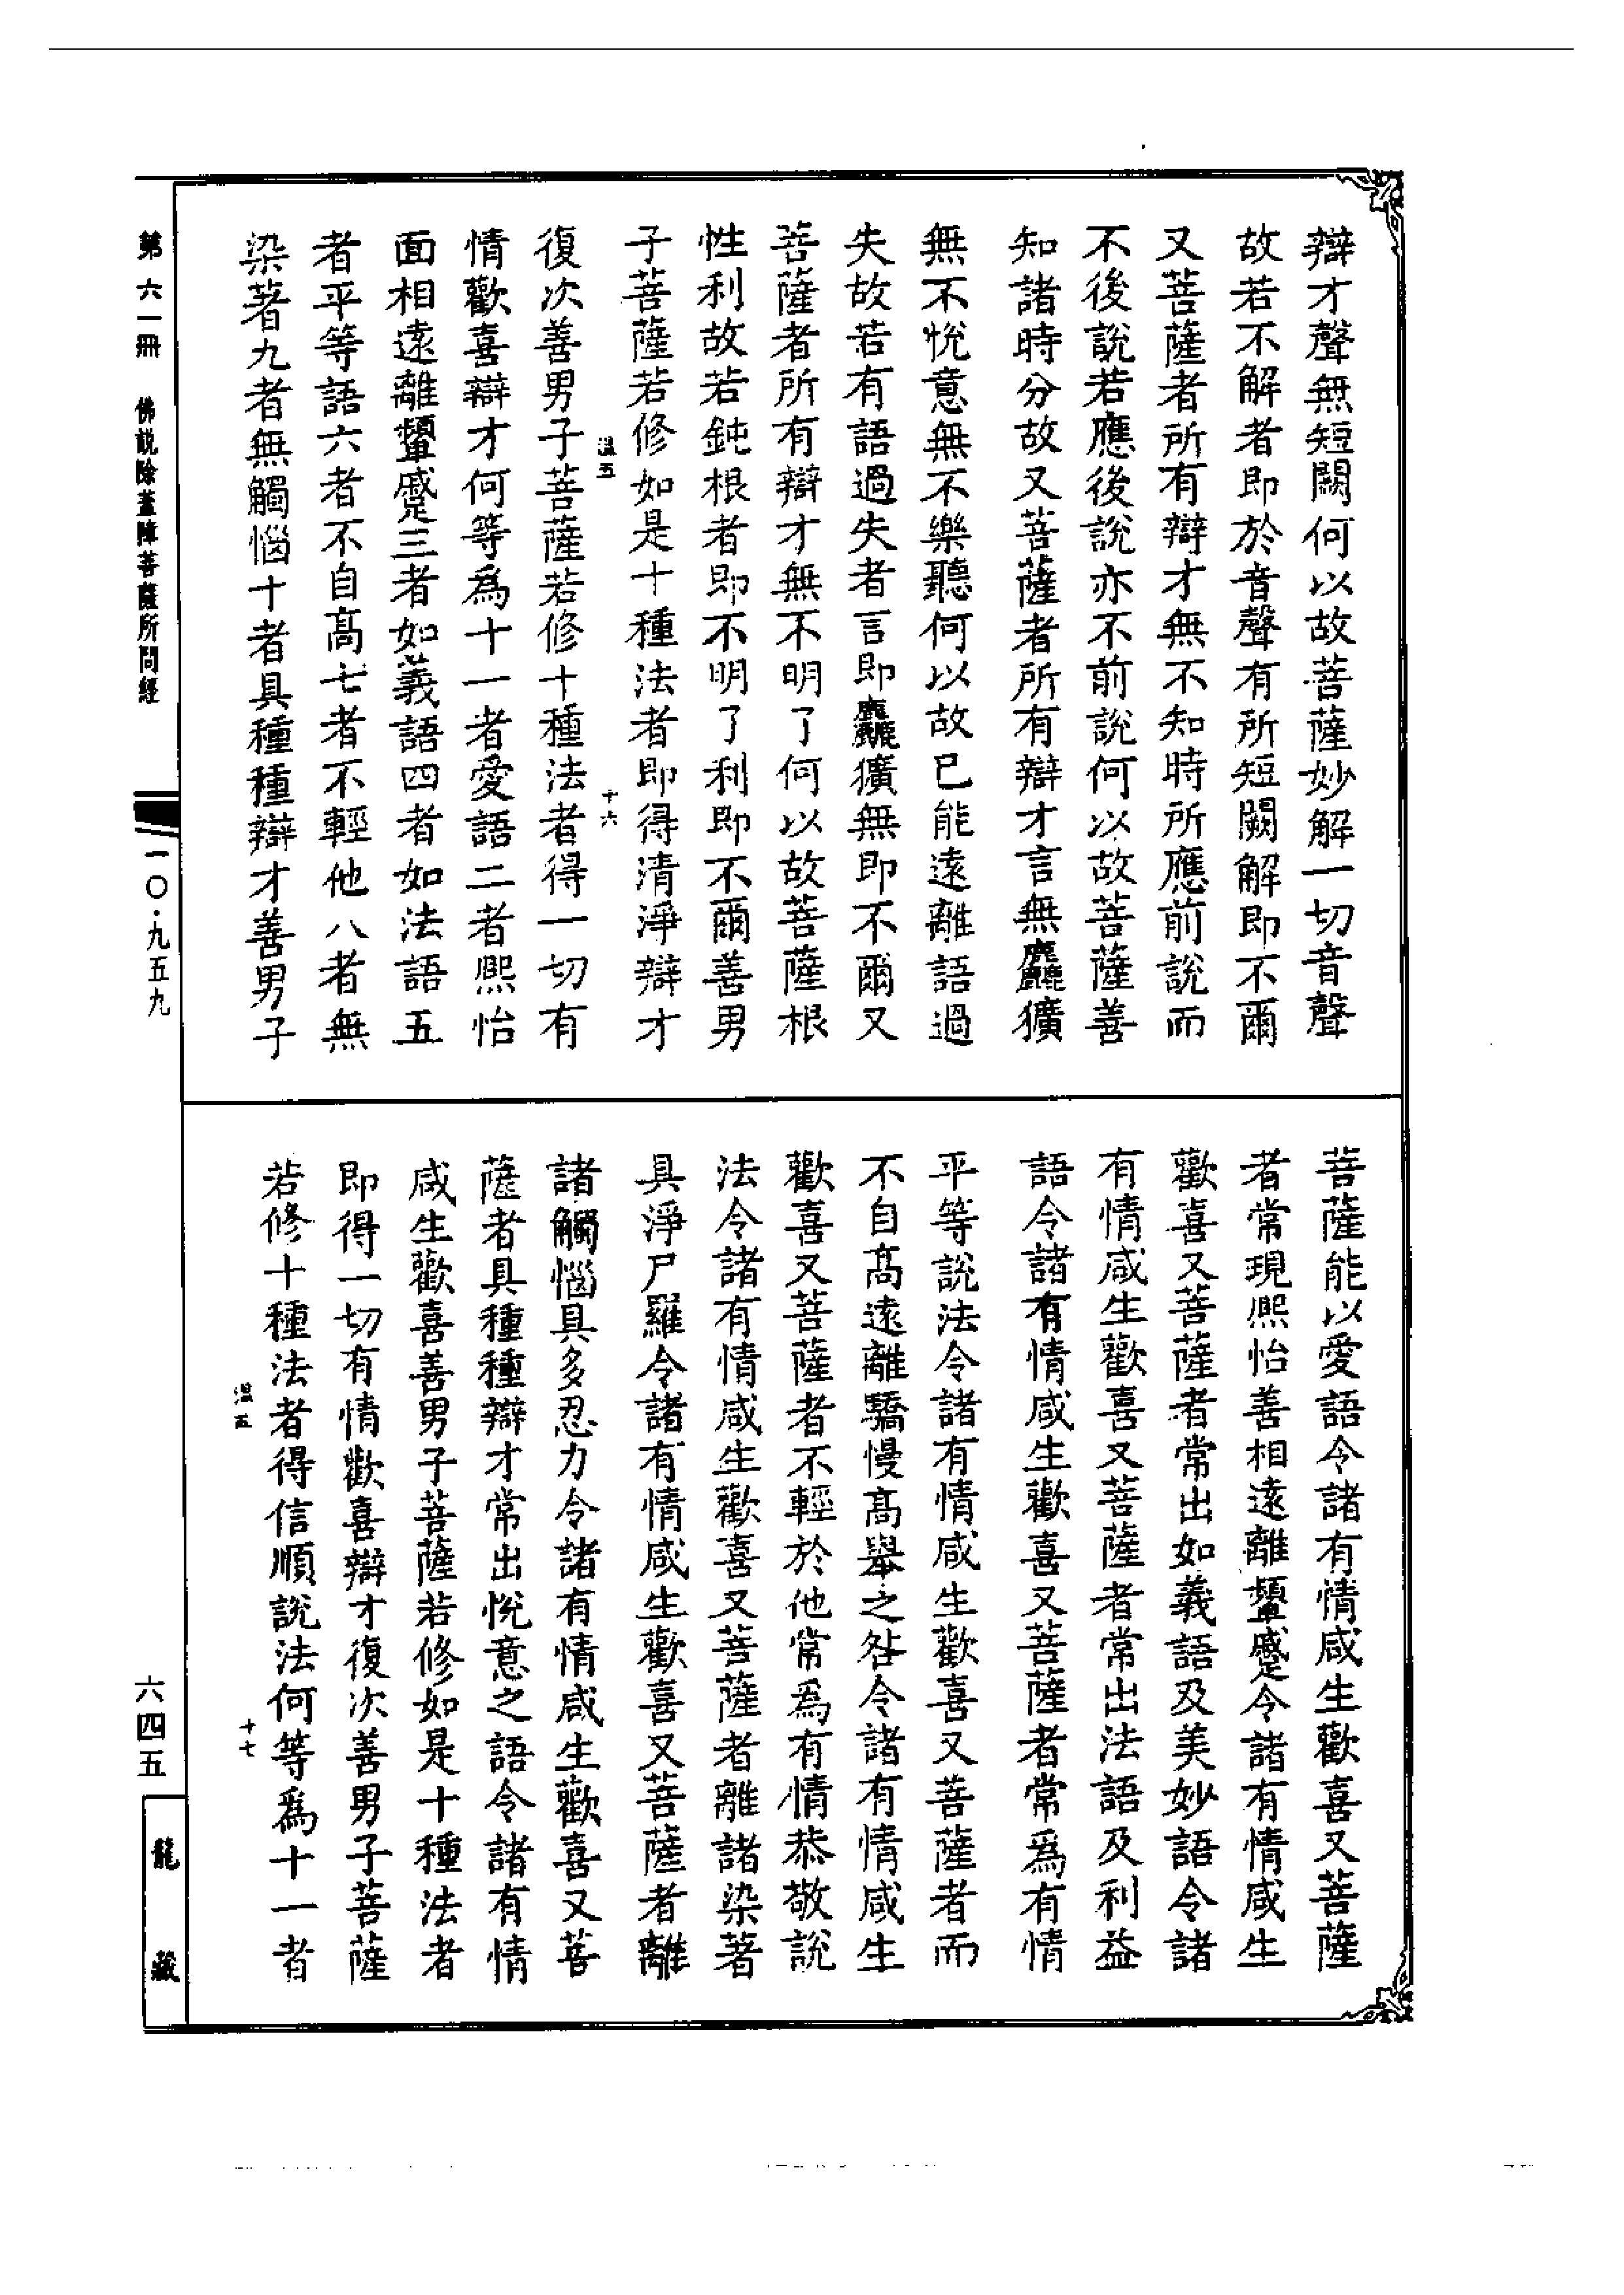 辯才聲無短闕何以故菩薩妙解一切音聲
故若不解者即於音聲有所短闕解即不爾
又菩薩者所有辯才無不知時所應前說而
不後說若應後說亦不前說何以故菩薩善
知諸時分故又菩薩者所有辯才言無麤獷
無不悅意無不樂聽何以故已能遠離語過
失故若有語過失者言即麤獷無即不爾又
菩薩者所有辯才無不明了何以故菩薩根
性利故若鈍根者即不明了利即不爾善男
子菩薩若修如是十種法者即得清淨辯才
溫五 十六
復次善男子菩薩若修十種法者得一切有
情歡喜辯才何等爲十一者愛語二者熙怡
面相遠離顰蹙三者如義語四者如法語五
者平等語六者不自高七者不輕他八者無
染著九者無觸惱十者具種種辯才善男子
菩薩能以愛語令諸有情咸生歡喜又菩薩
者常現熙怡善相遠離顰蹙令諸有情咸生
歡喜又菩薩者常出如義語及美妙語令諸
有情咸生歡喜又菩薩者常出法語及利益
語令諸有情咸生歡喜又菩薩者常爲有情
平等說法令諸有情咸生歡喜又菩薩者而
不自高遠離驕慢高舉之咎令諸有情咸生
歡喜又菩薩者不輕於他常爲有情恭敬說
法令諸有情咸生歡喜又菩薩者離諸染著
具淨尸羅令諸有情咸生歡喜又菩薩者離
諸觸惱具多忍力令諸有情咸生歡喜又菩
薩者具種種辯才常出悅意之語令諸有情
咸生歡喜善男子菩薩若修如是十種法者
即得一切有情歡喜辯才復次善男子菩薩
若修十種法者得信順說法何等爲十一者
溫五 十七
第六一冊 佛說除蓋障菩薩所問經
一〇·九五九
六四五
龍藏